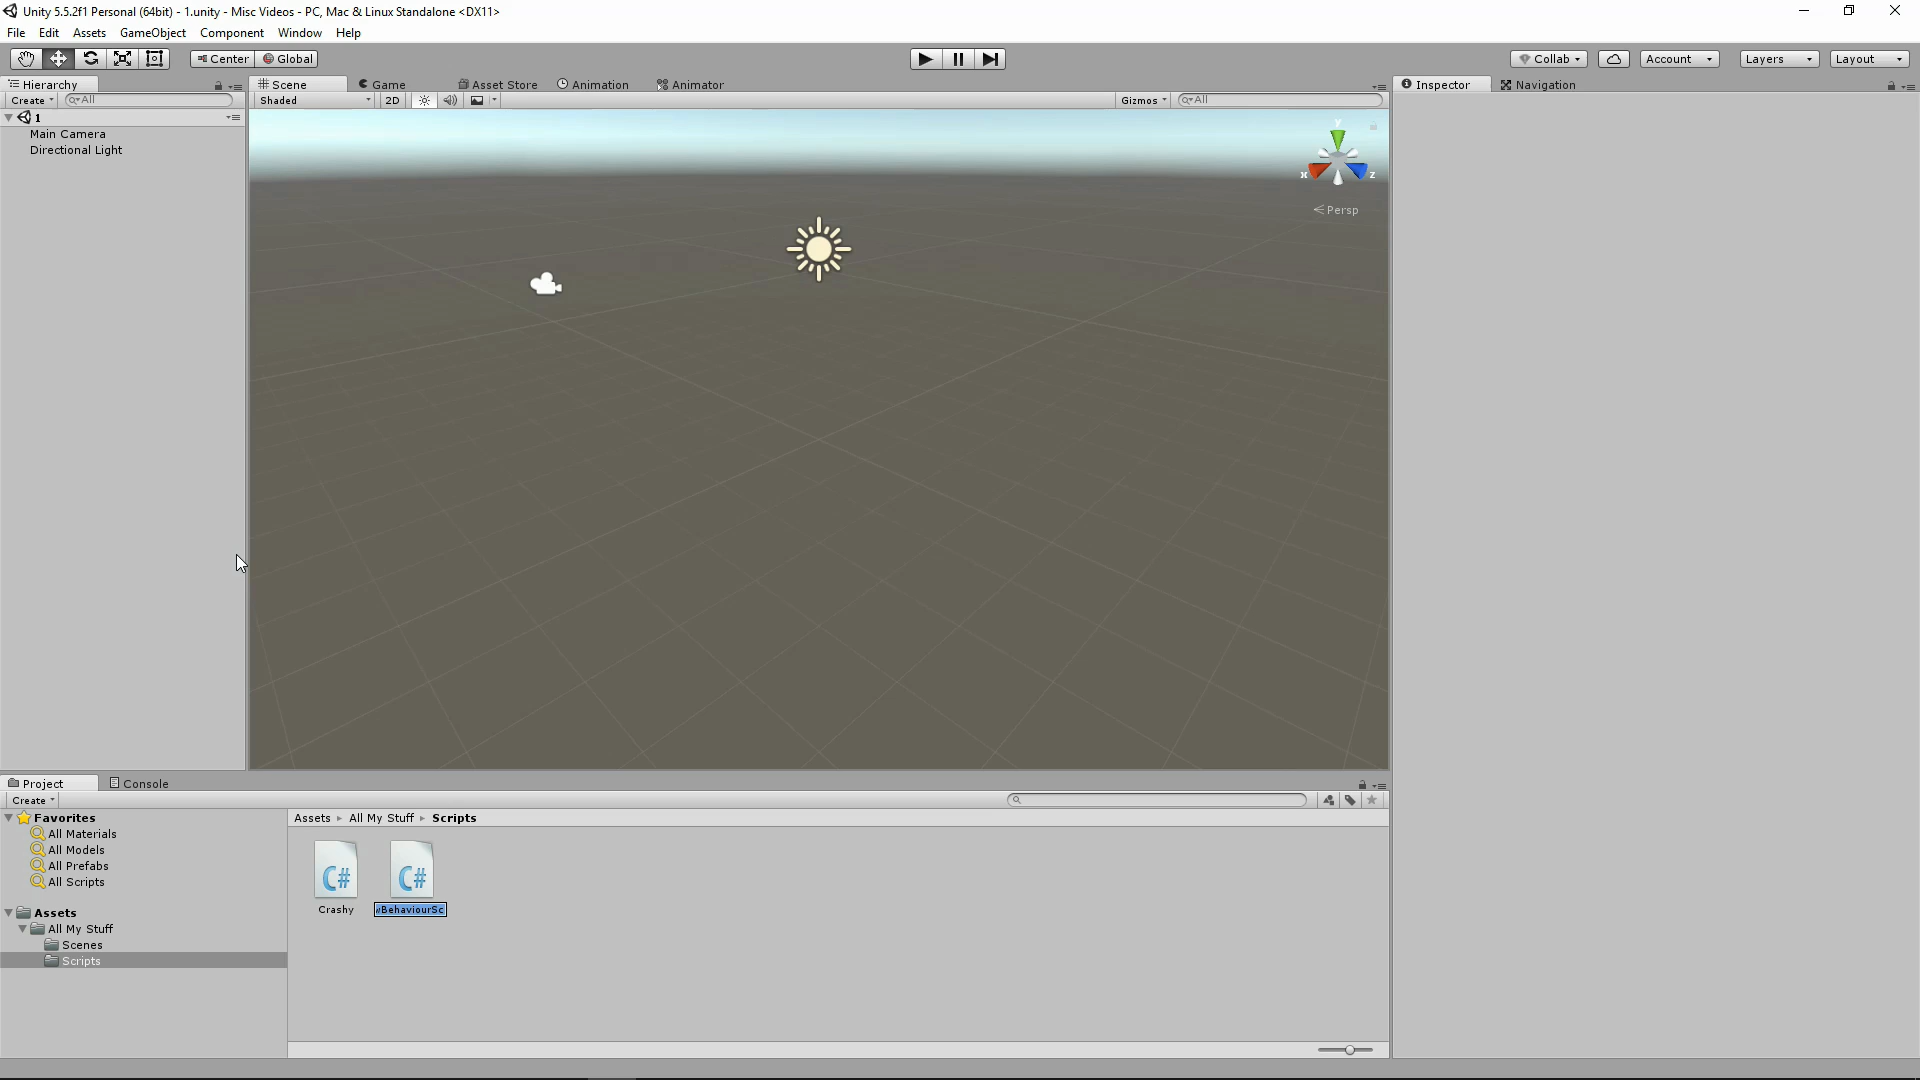 Unity 5.5.2f1 Personal (64bit) - 1.unity - Misc Videos - PC, Mac & Linux Standalone <DX11>
File Edit Assets GameObject Component Window Help
Center Global Collab Account Layers Layout
Hierarchy Scene Game Asset Store Animation Animator Inspector Navigation
Create All Shaded 2D Gizmos All
1
Main Camera
Directional Light
y
x z
Persp
Project Console
Create
Favorites
All Materials
All Models
All Prefabs
All Scripts
Assets
All My Stuff
Scenes
Scripts
Assets All My Stuff Scripts
C# C#
Crashy BehaviourSc